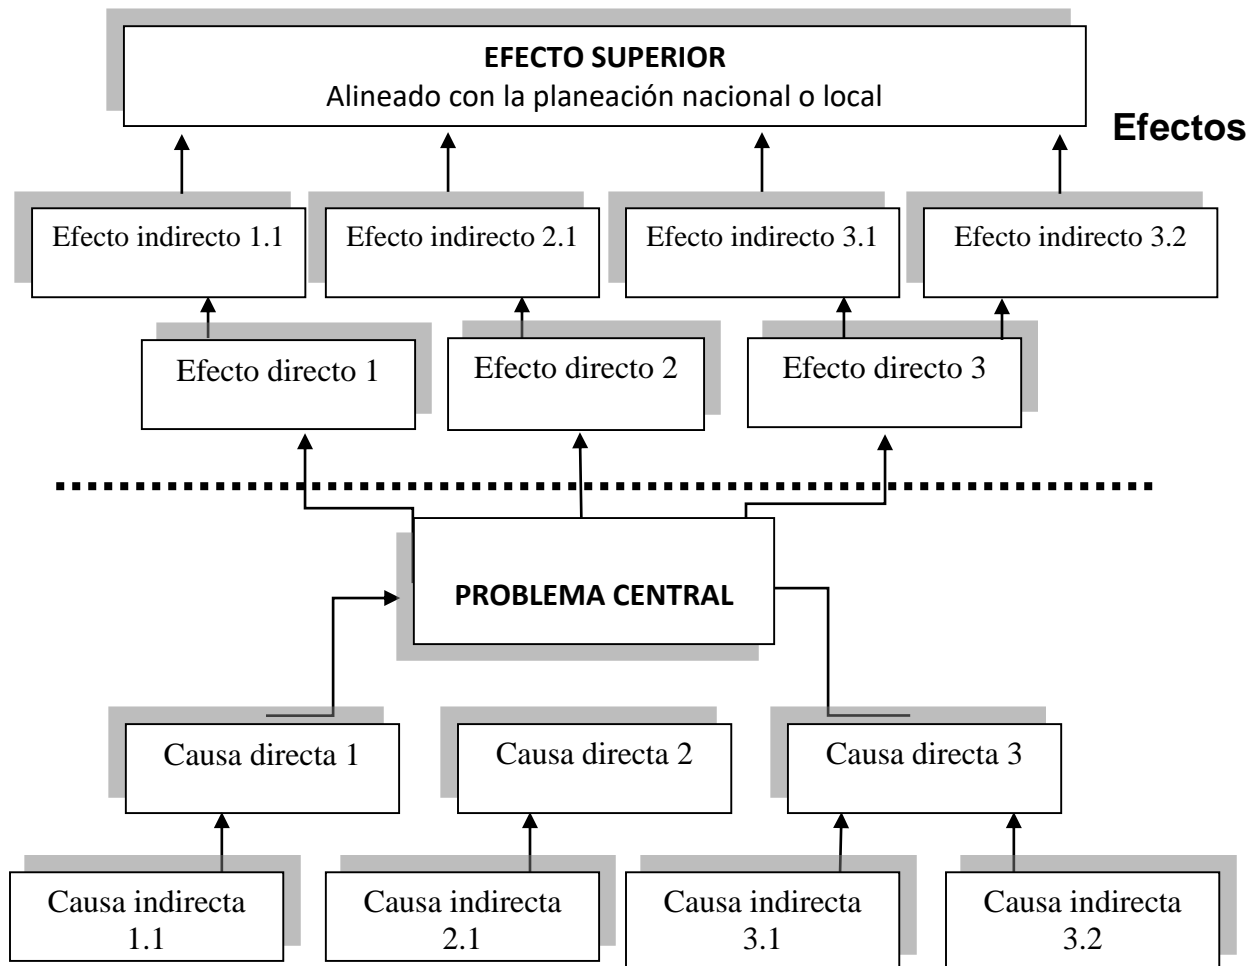 EFECTO SUPERIOR
Alineado con la planeación nacional o local
Efectos
Efecto indirecto 1.1
Efecto indirecto 2.1
Efecto indirecto 3.1
Efecto indirecto 3.2
Efecto directo 1
Efecto directo 2
Efecto directo 3
PROBLEMA CENTRAL
Causa directa 1
Causa directa 2
Causa directa 3
Causa indirecta
1.1
Causa indirecta
2.1
Causa indirecta
3.1
Causa indirecta
3.2